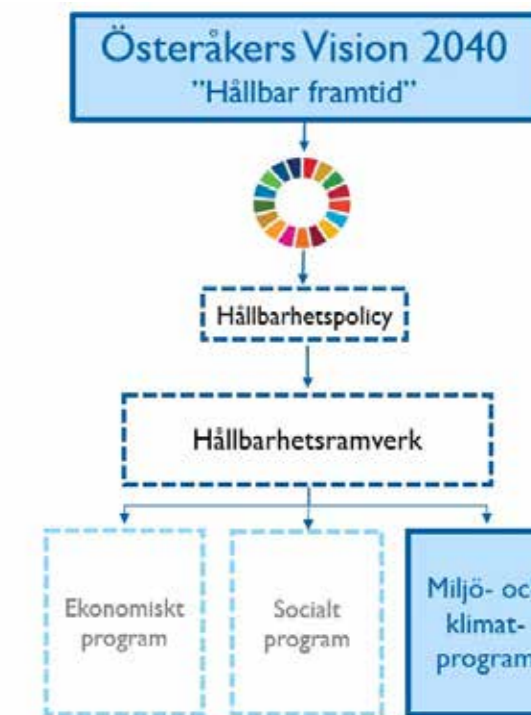 Österåkers Vision 2040
"Hållbar framtid"
Hållbarhetspolicy
Hållbarhetsramverk
Ekonomiskt
program
Socialt
program
Miljö- oc
klimat-
program